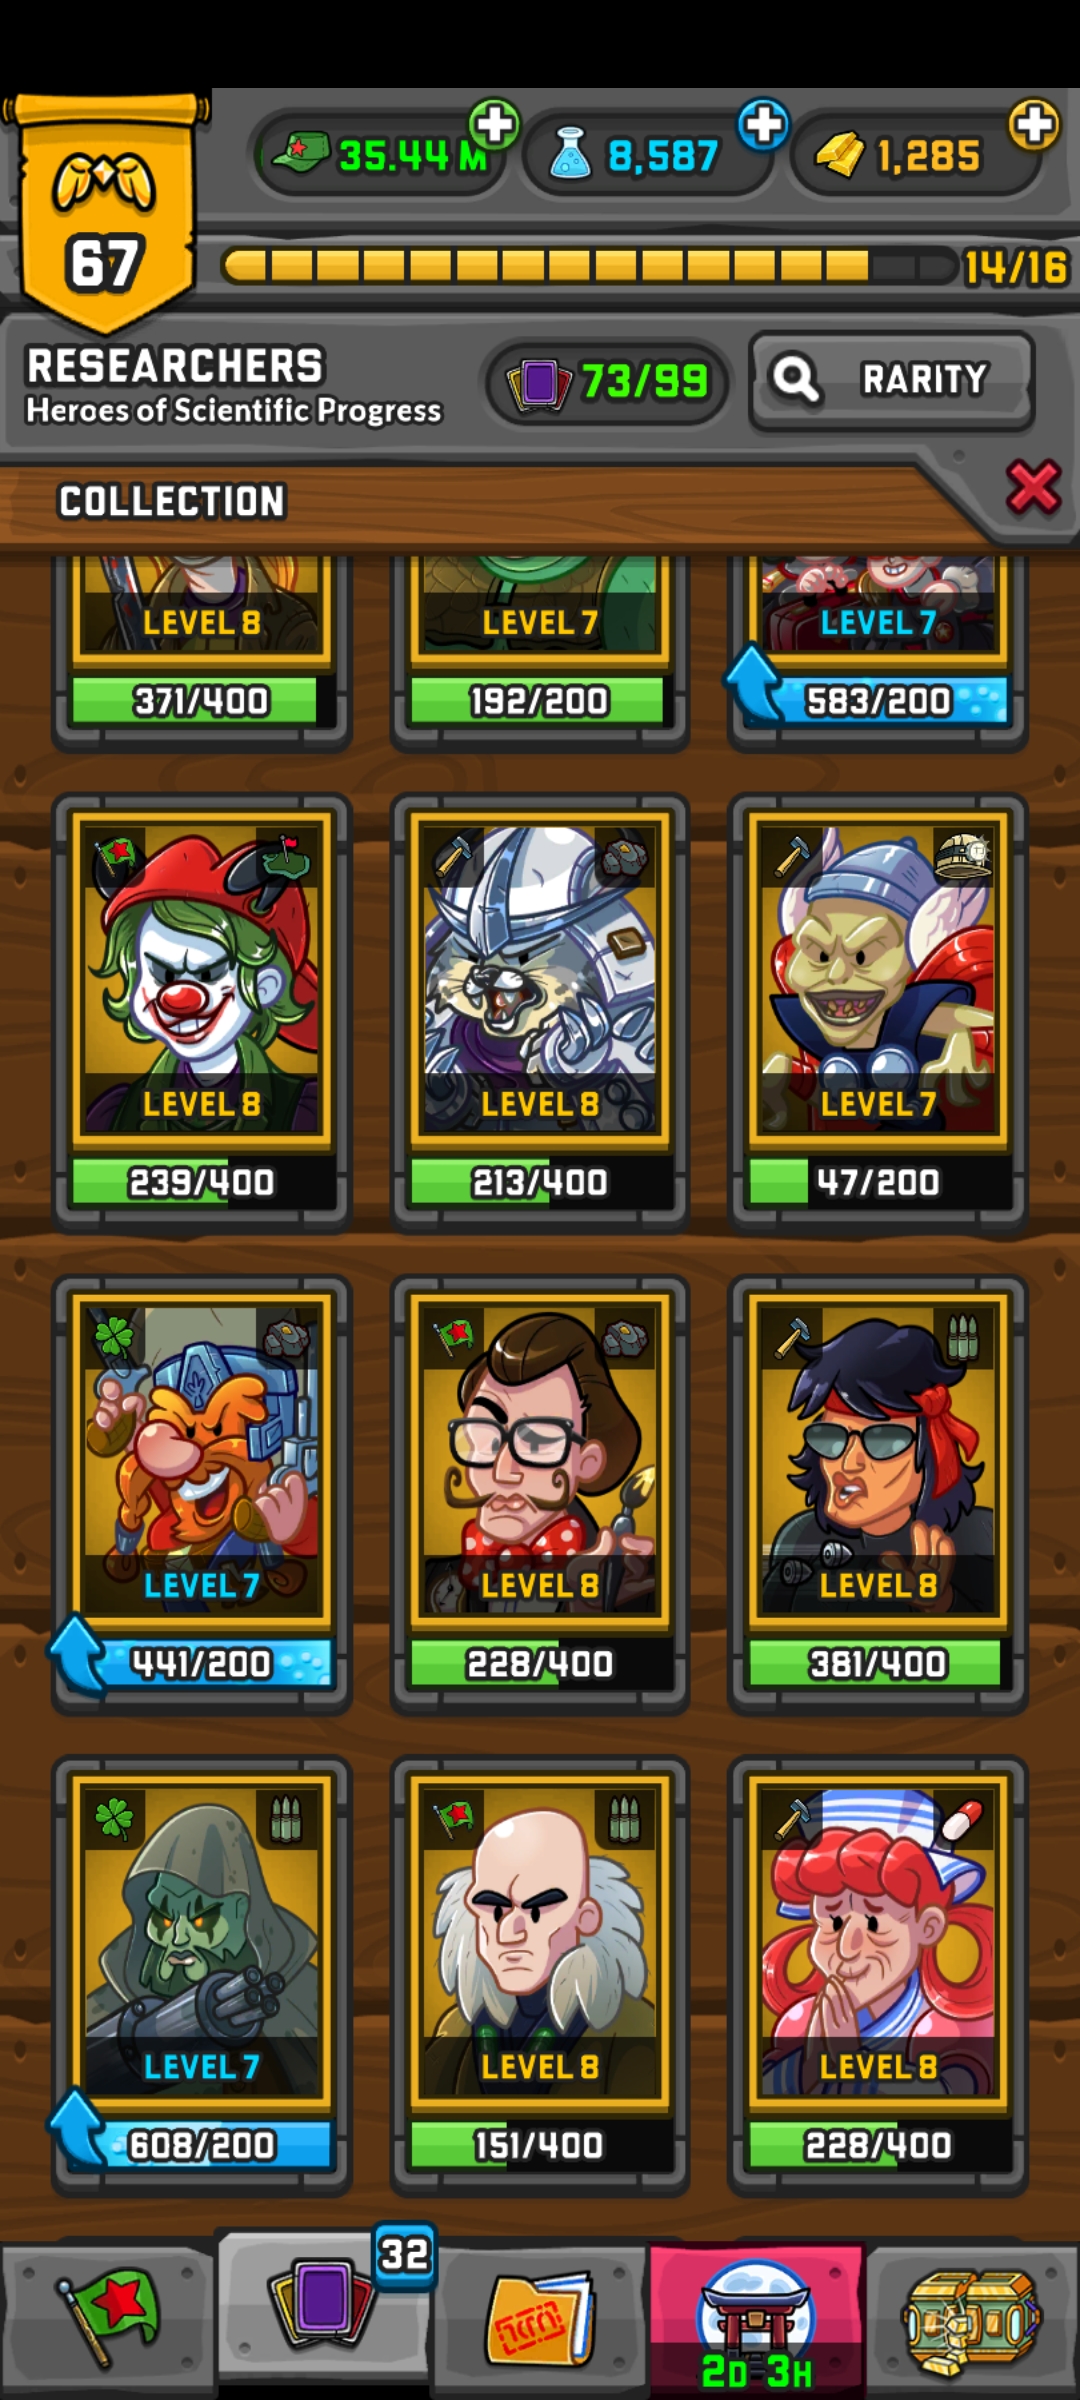 35.44 M
8,587
1,285
67
14/16
RESEARCHERS
Heroes of Scientific Progress
73/99
RARITY
COLLECTION
LEVEL 8
LEVEL 7
LEVEL 7
371/400
192/200
583/200
LEVEL 8
LEVEL 8
LEVEL 7
239/400
213/400
47/200
LEVEL 7
LEVEL 8
LEVEL 8
441/200
228/400
381/400
LEVEL 7
LEVEL 8
LEVEL 8
608/200
151/400
228/400
32
2D 3H